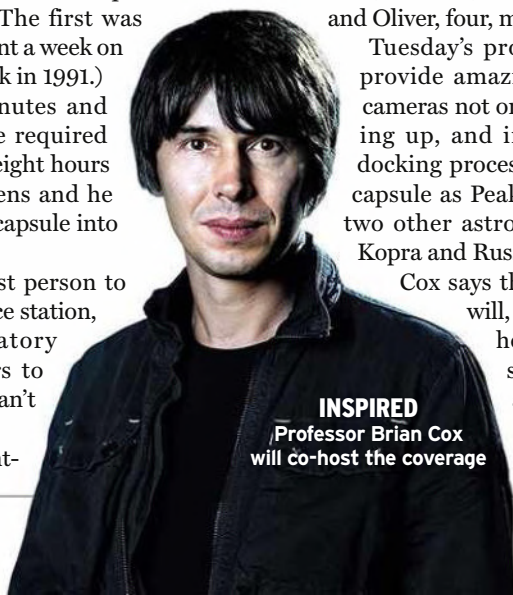 The first was
nt a week on
k in 1991.)
nutes and
e required
eight hours
ens and he
capsule into
st person to
ce station,
atory
rs to
an't
nt-
and Oliver, four, m
Tuesday's pro
provide amazi
cameras not or
ing up, and i
docking proces
capsule as Peak
two other astro
Kopra and Rus
Cox says th
will,
he
s
INSPIRED
Professor Brian Cox
will co-host the coverage